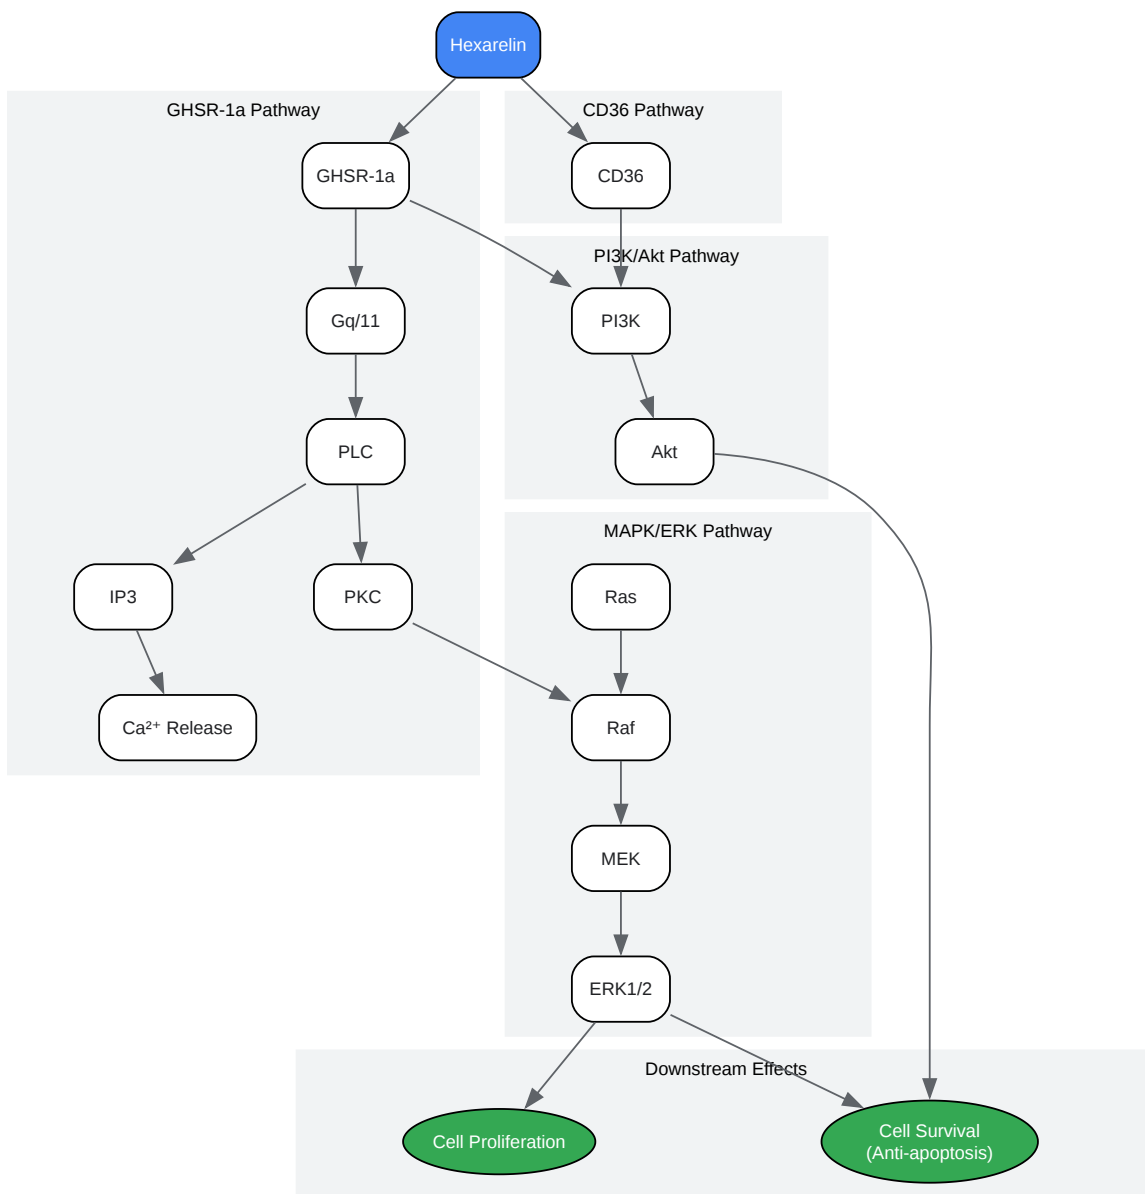 Hexarelin
GHSR-1a Pathway
CD36 Pathway
GHSR-1a
CD36
PI3K/Akt Pathway
Gq/11
PI3K
PLC
Akt
MAPK/ERK Pathway
IP3
PKC
Ras
Ca²⁺ Release
Raf
MEK
ERK1/2
Downstream Effects
Cell Proliferation
Cell Survival
(Anti-apoptosis)